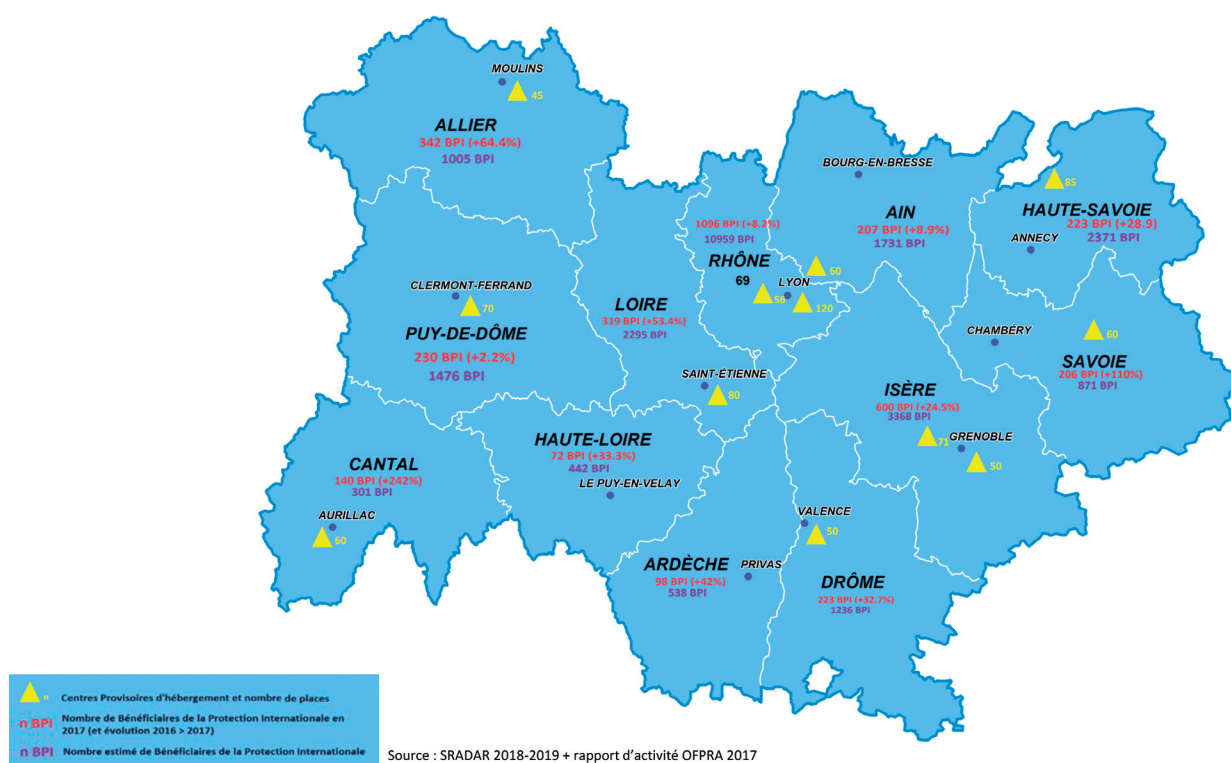 MOULINS
45
ALLIER
342 BPI (+64.4%)
1005 BPI
BOURG-EN-BRESSE
85
AIN
207 BPI (+8.9%)
1731 BPI
HAUTE-SAVOIE
223 BPI (+28.9)
2371 BPI
ANNECY
1096 BPI (+8.2%)
10959 BPI
RHÔNE
69
LYON
60
56
120
CLERMONT-FERRAND
70
PUY-DE-DÔME
230 BPI (+2.2%)
1476 BPI
LOIRE
319 BPI (+53.4%)
2295 BPI
SAINT-ÉTIENNE
80
CHAMBÉRY
60
SAVOIE
206 BPI (+110%)
871 BPI
ISÈRE
600 BPI (+24.5%)
3368 BPI
71
GRENOBLE
50
HAUTE-LOIRE
72 BPI (+33.3%)
442 BPI
LE PUY-EN-VELAY
CANTAL
140 BPI (+242%)
301 BPI
AURILLAC
60
VALENCE
50
ARDÈCHE
98 BPI (+42%)
538 BPI
PRIVAS
DRÔME
223 BPI (+32.7%)
1236 BPI
n Centres Provisoires d'hébergement et nombre de places
n BPI Nombre de Bénéficiaires de la Protection Internationale en
2017 (et évolution 2016 > 2017)
n BPI Nombre estimé de Bénéficiaires de la Protection Internationale
Source : SRADAR 2018-2019 + rapport d'activité OFPRA 2017